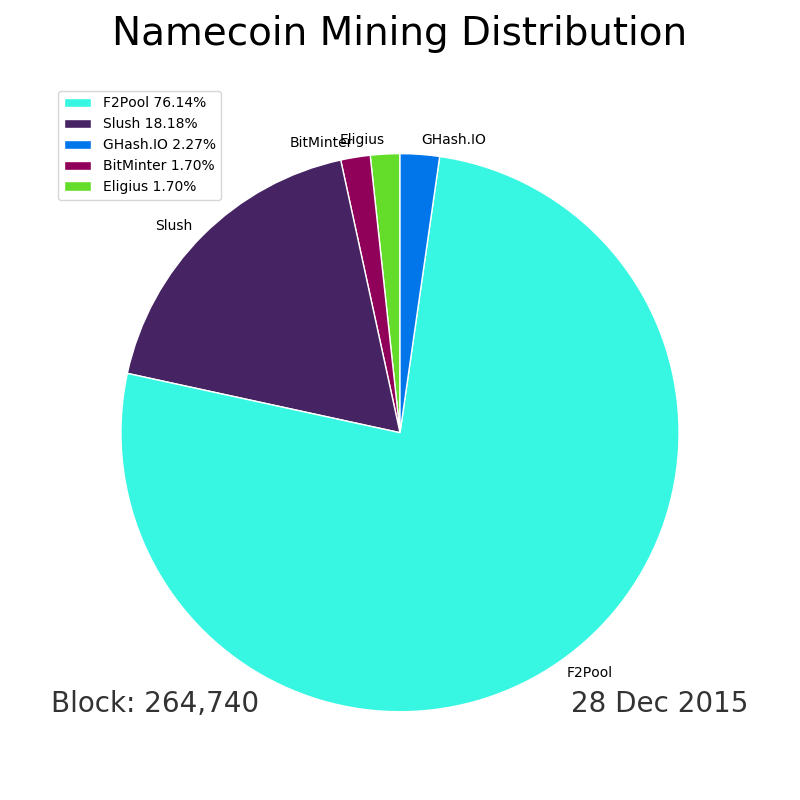 Namecoin Mining Distribution
F2Pool 76.14%
Slush 18.18%
GHash.IO 2.27%
BitMinter 1.70%
Eligius 1.70%
BitMinter
Eligius
GHash.IO
Slush
F2Pool
Block: 264,740
28 Dec 2015